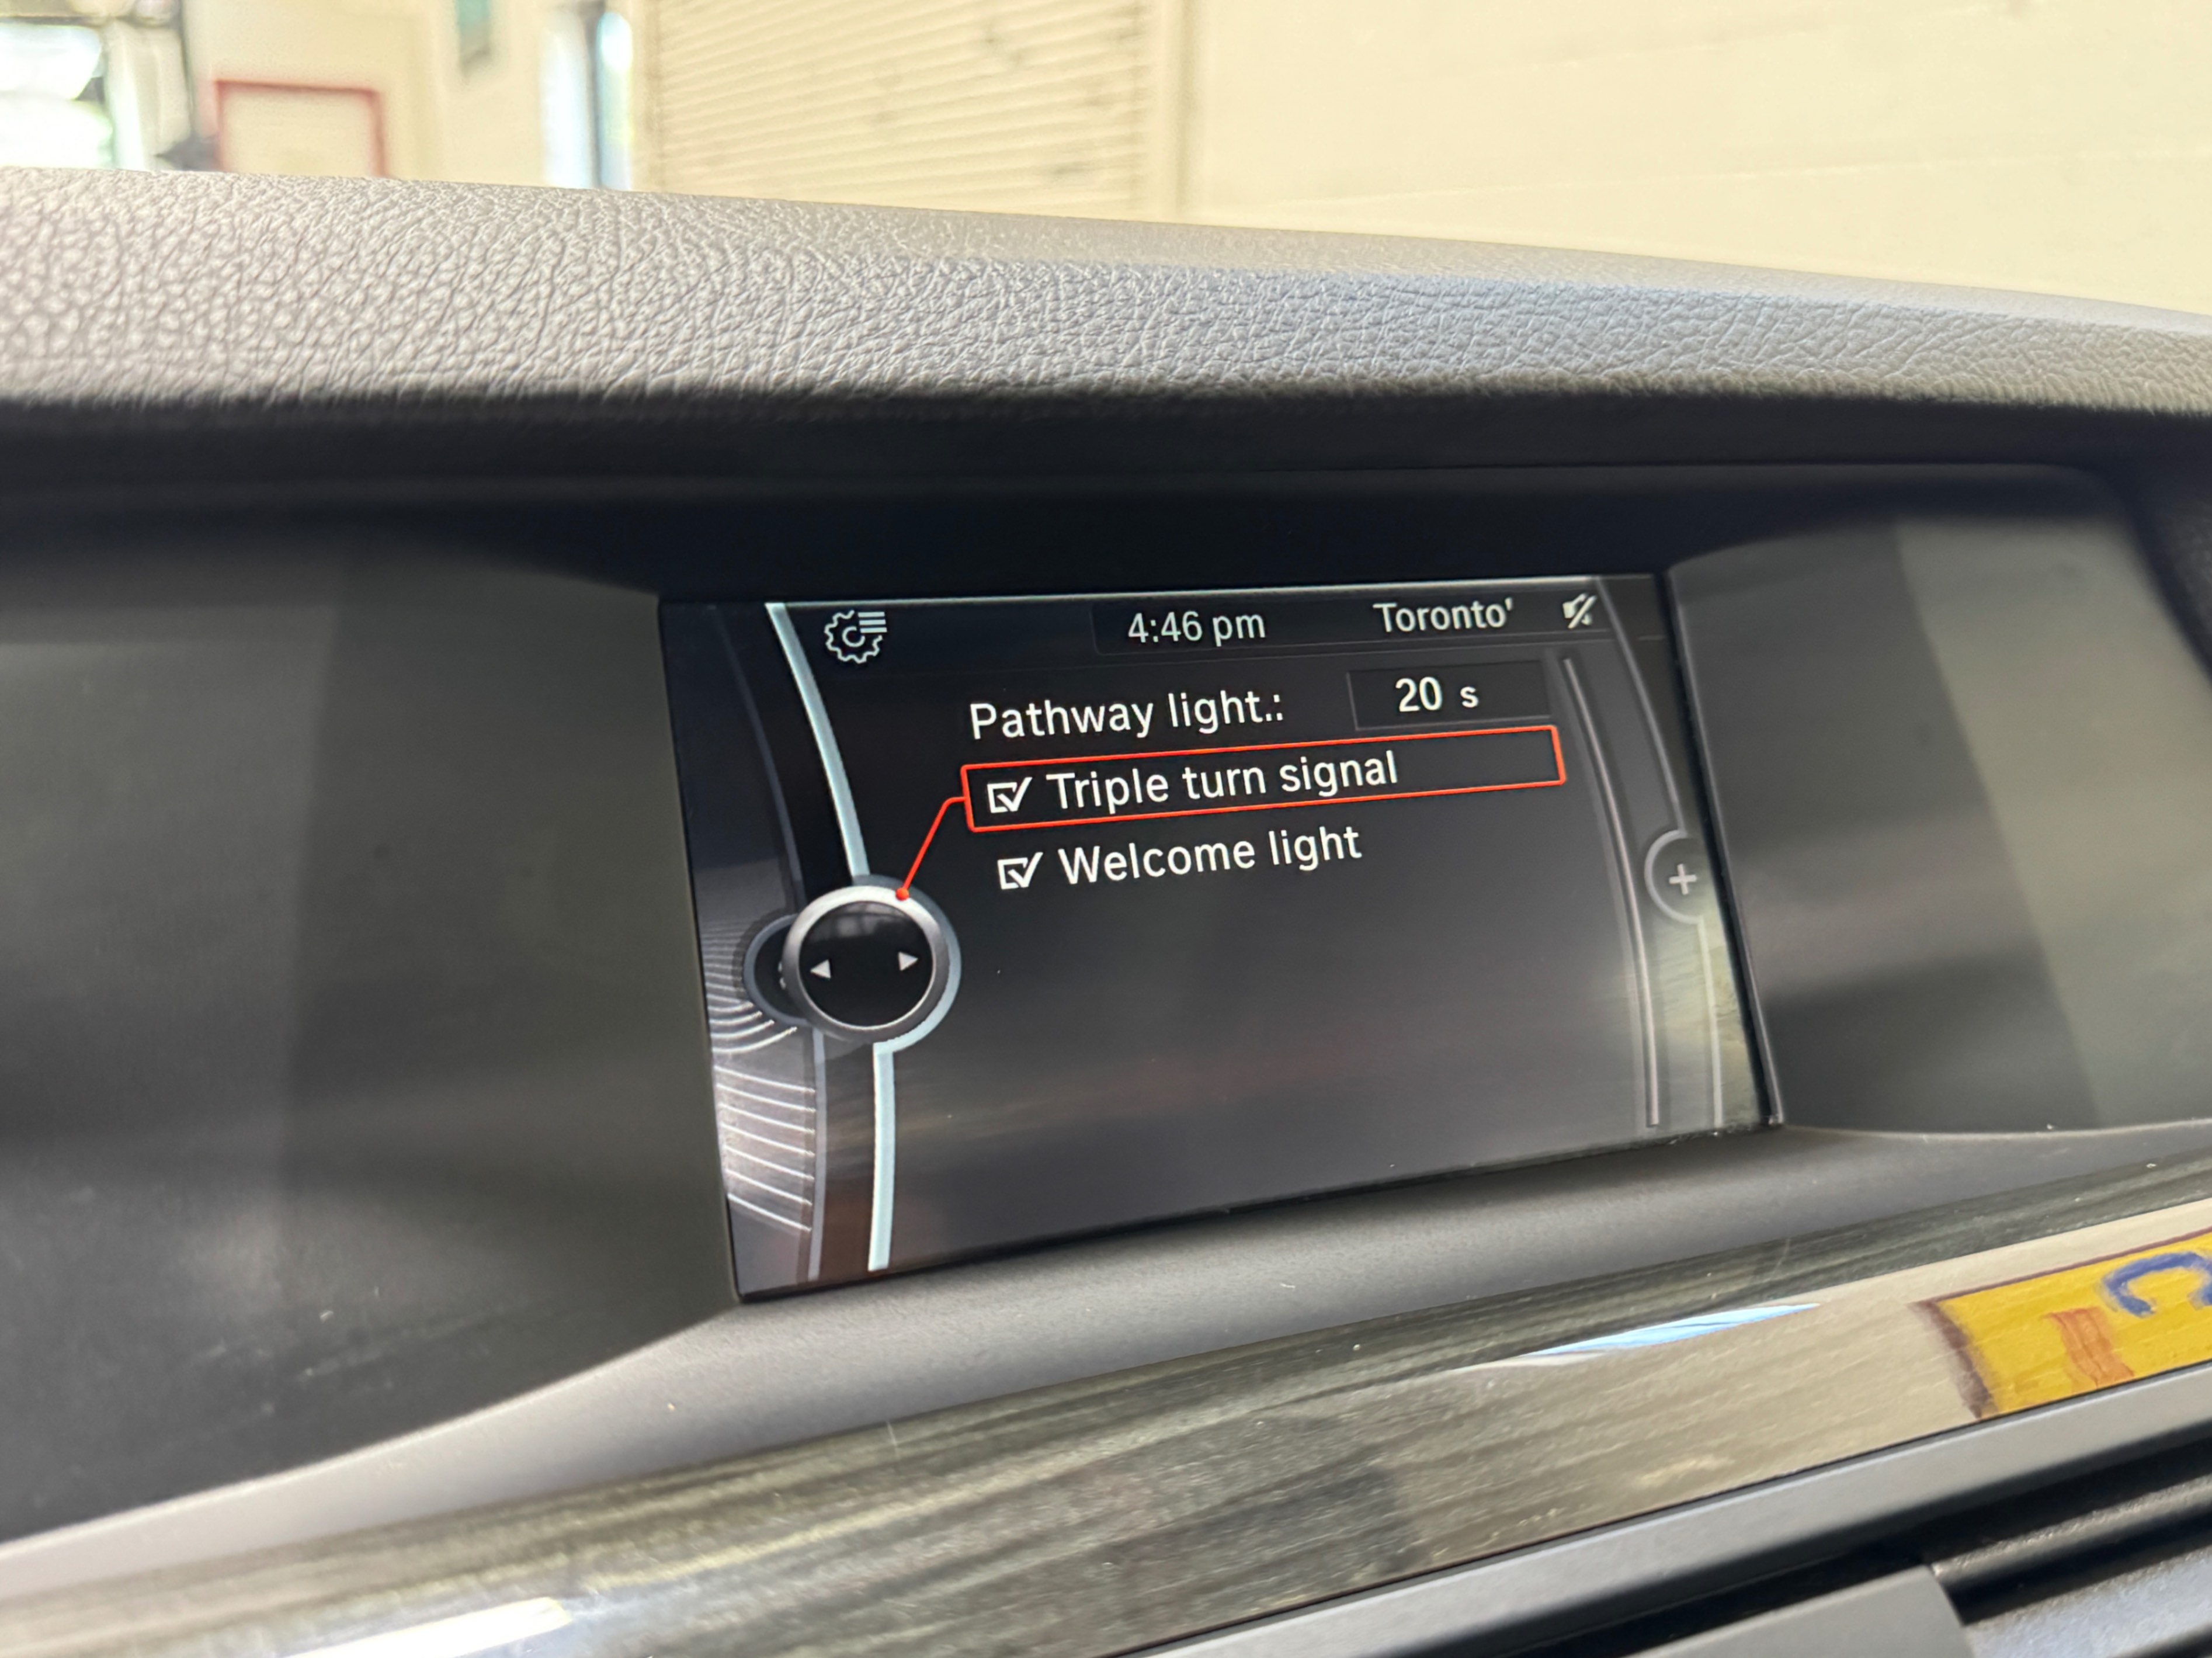 4:46 pm Toronto'
Pathway light.: 20 s
Triple turn signal
Welcome light
C